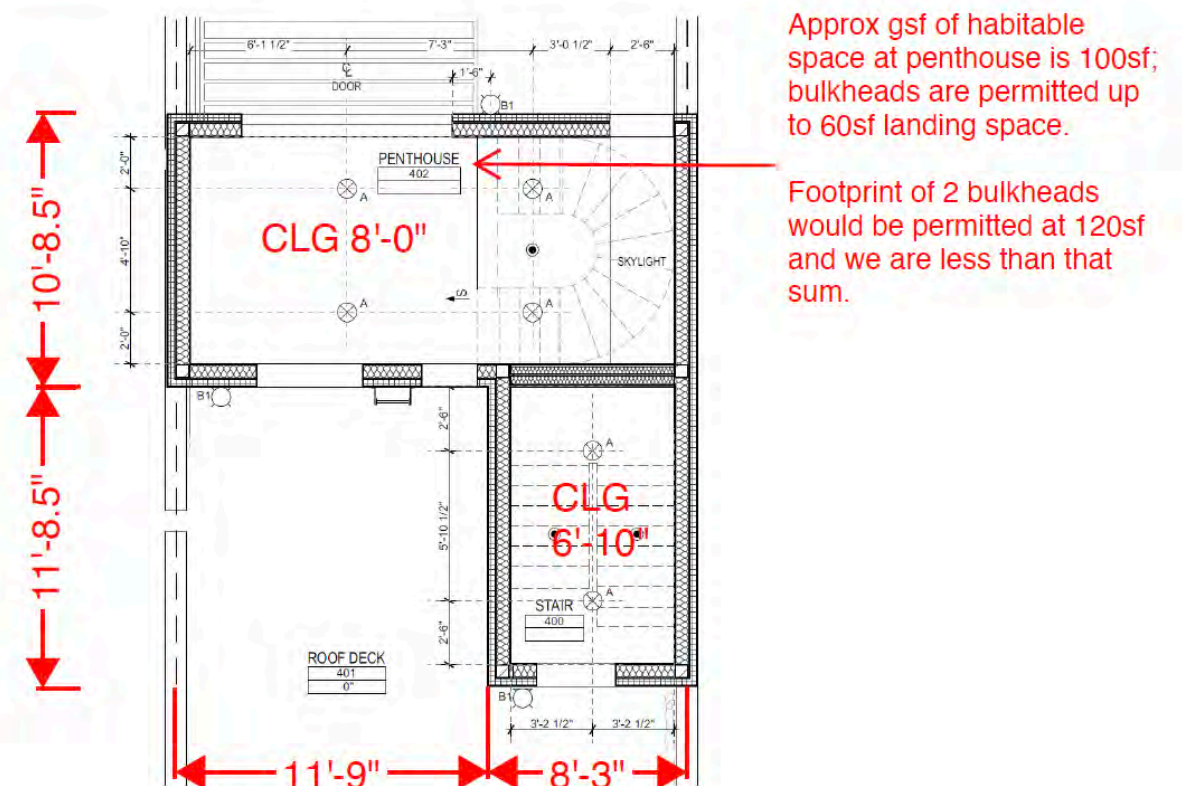 Approx gsf of habitable
space at penthouse is 100sf;
bulkheads are permitted up
to 60sf landing space.
Footprint of 2 bulkheads
would be permitted at 120sf
and we are less than that
sum.
6'-1 1/2"
7'-3"
3'-0 1/2"
2'-6"
DOOR
1'-6"
B1
10'-8.5"
2'-0"
4'-10"
2'-0"
PENTHOUSE
402
A
A
CLG 8'-0"
SKYLIGHT
S
A
A
B1
11'-8.5"
2'-6"
5'-10 1/2"
2'-6"
A
CLG
6'-10"
A
STAIR
400
ROOF DECK
401
0"
B1
3'-2 1/2"
3'-2 1/2"
11'-9"
8'-3"